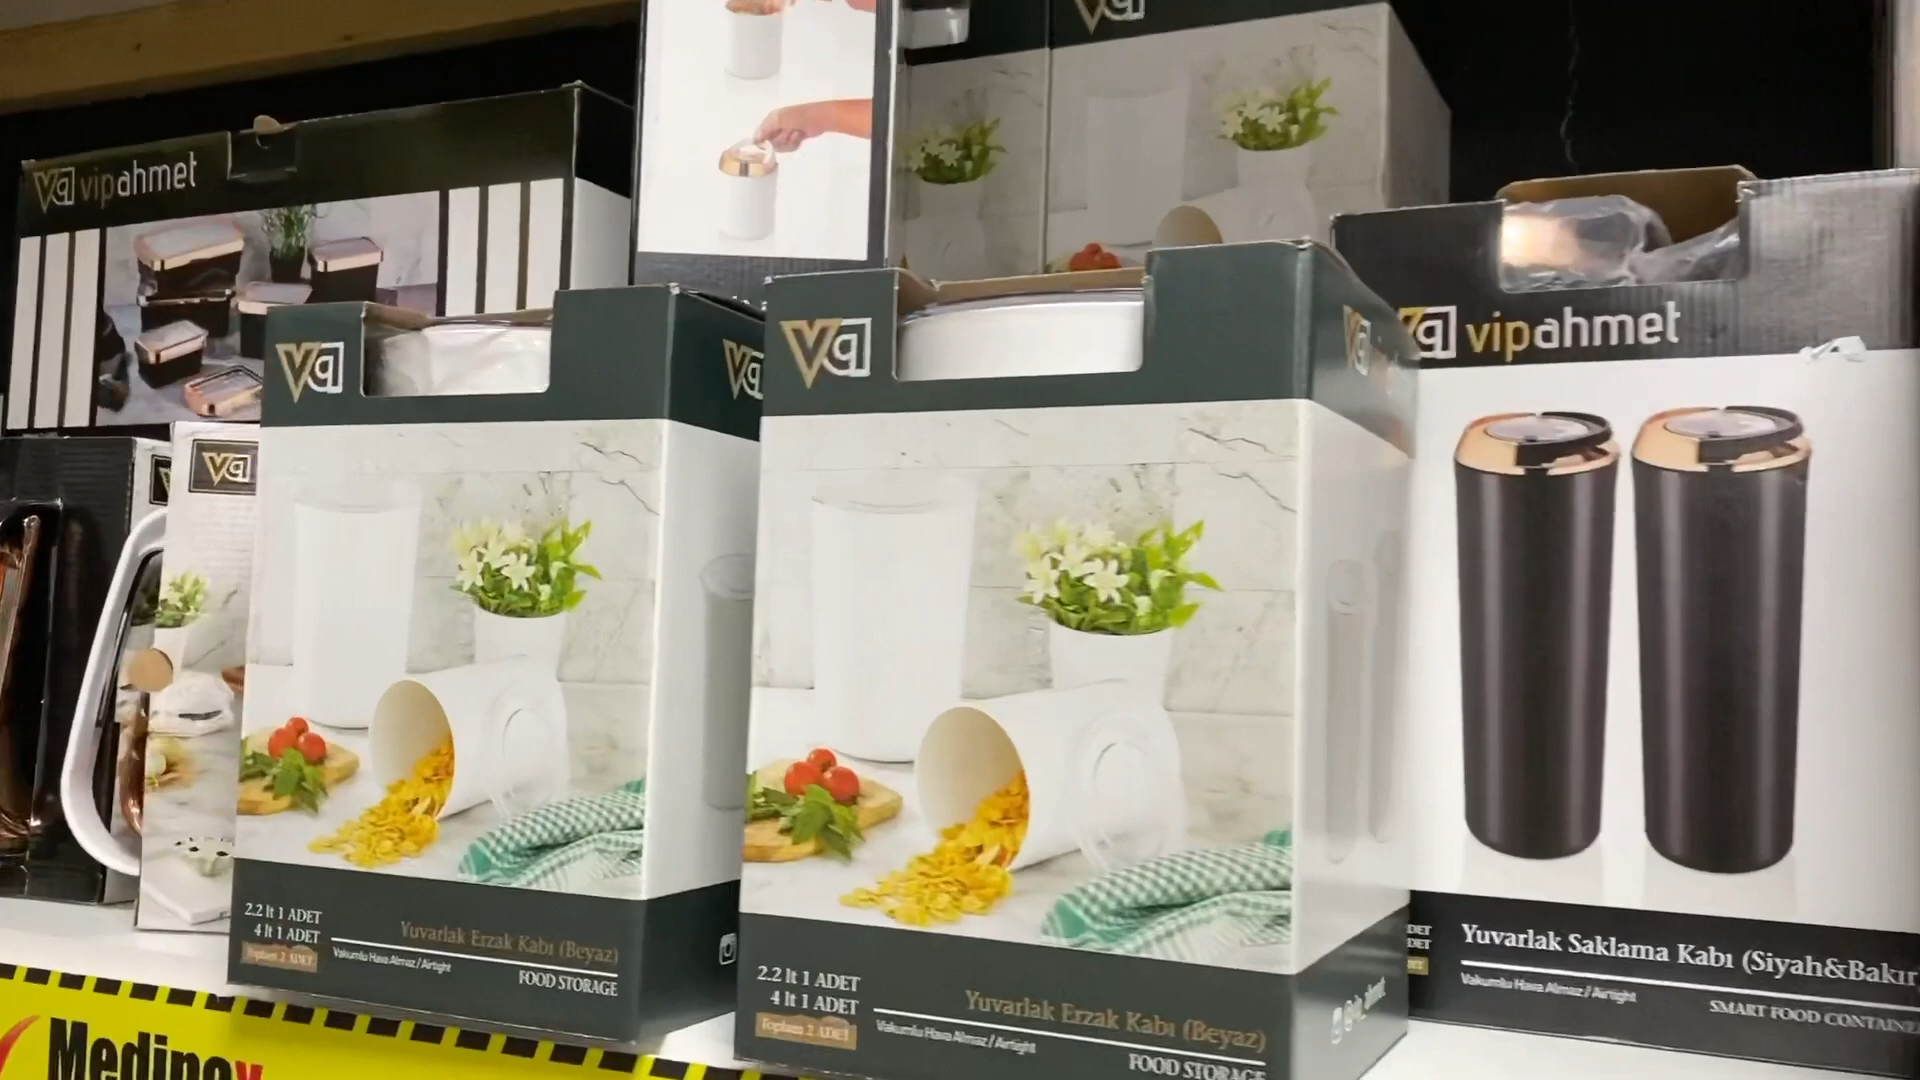 vipahmet
2.2 lt 1 ADET
4 lt 1 ADET
Toplam 2 ADET
Yuvarlak Erzak Kabı (Beyaz)
Vakumlu Hava Almaz / Airtight
FOOD STORAGE
2.2 lt 1 ADET
4 lt 1 ADET
Toplam 2 ADET
Yuvarlak Erzak Kabı (Beyaz)
Vakumlu Hava Almaz / Airtight
FOOD STORAGE
vipahmet
Yuvarlak Saklama Kabı (Siyah&Bakır
Vakumlu Hava Almaz / Airtight
SMART FOOD CONTAINE
Medinox